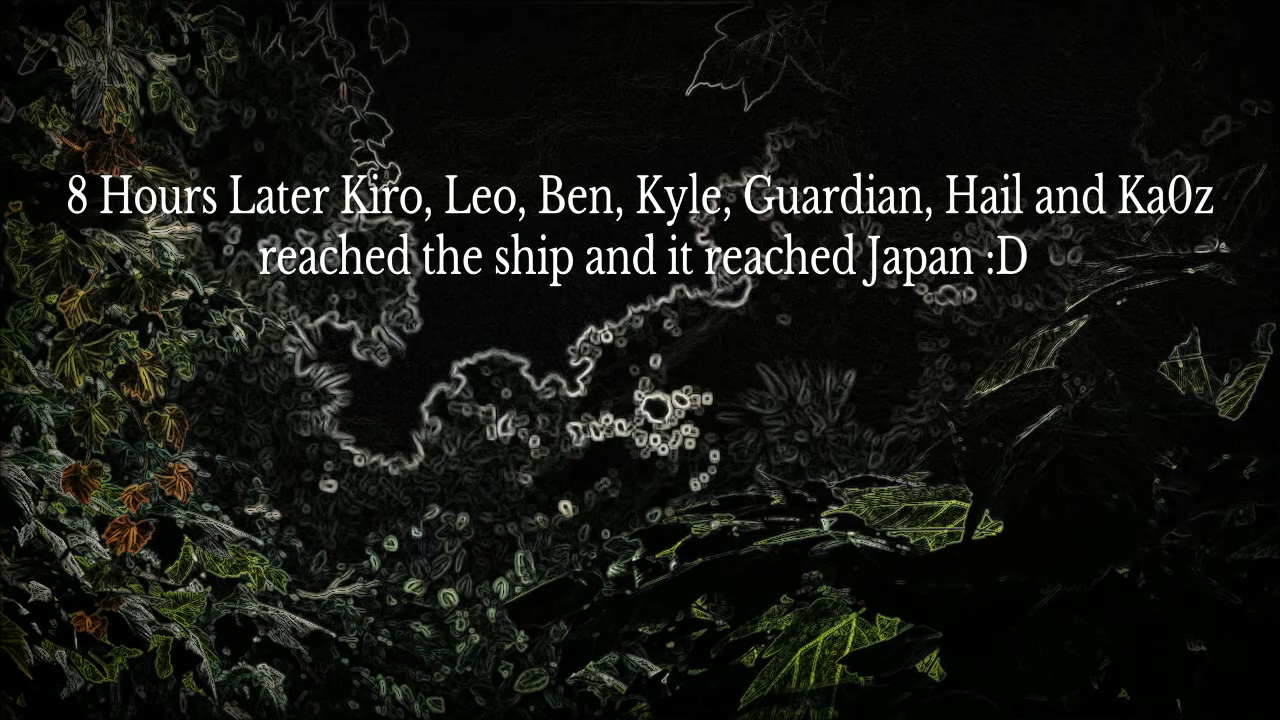 8 Hours Later Kiro, Leo, Ben, Kyle, Guardian, Hail and Ka0z
reached the ship and it reached Japan :D